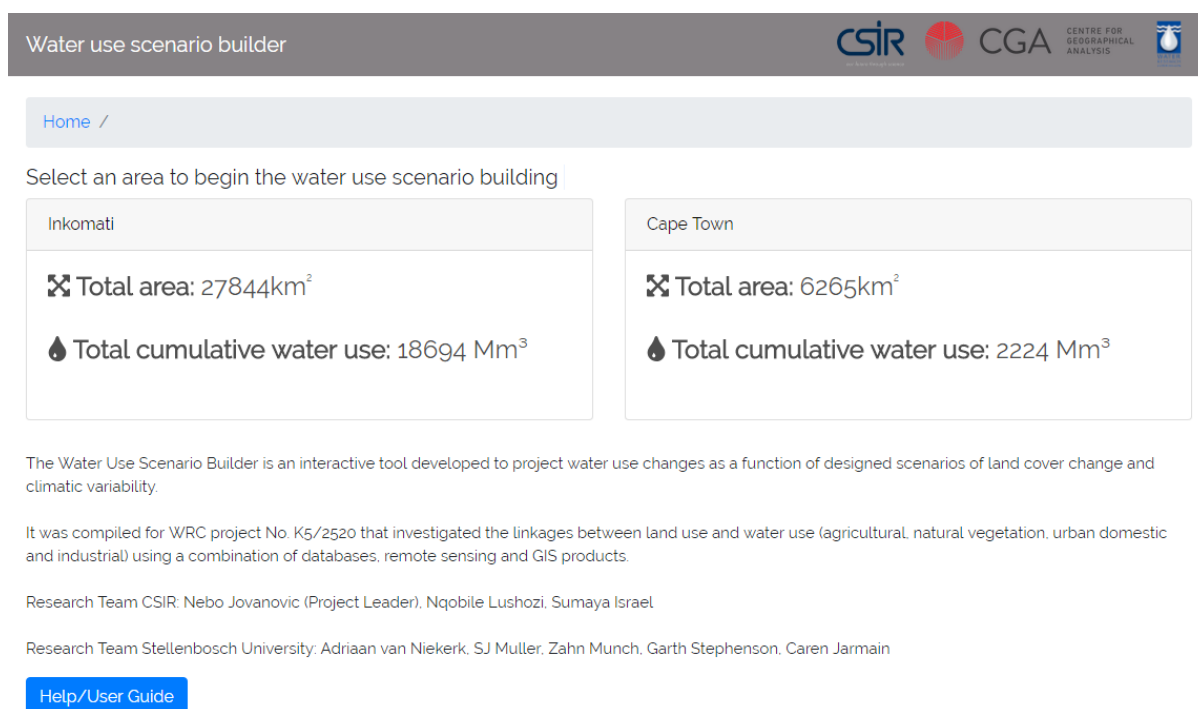 Water use scenario builder
CSIR
CGA
CENTRE FOR
GEOGRAPHICAL
ANALYSIS
Home /
Select an area to begin the water use scenario building
Inkomati
Total area: 27844km²
Total cumulative water use: 18694 Mm³
Cape Town
Total area: 6265km²
Total cumulative water use: 2224 Mm³
The Water Use Scenario Builder is an interactive tool developed to project water use changes as a function of designed scenarios of land cover change and
climatic variability.
It was compiled for WRC project No. K5/2520 that investigated the linkages between land use and water use (agricultural, natural vegetation, urban domestic
and industrial) using a combination of databases, remote sensing and GIS products.
Research Team CSIR: Nebo Jovanovic (Project Leader), Nqobile Lushozi, Sumaya Israel
Research Team Stellenbosch University: Adriaan van Niekerk, SJ Muller, Zahn Munch, Garth Stephenson, Caren Jarmain
Help/User Guide